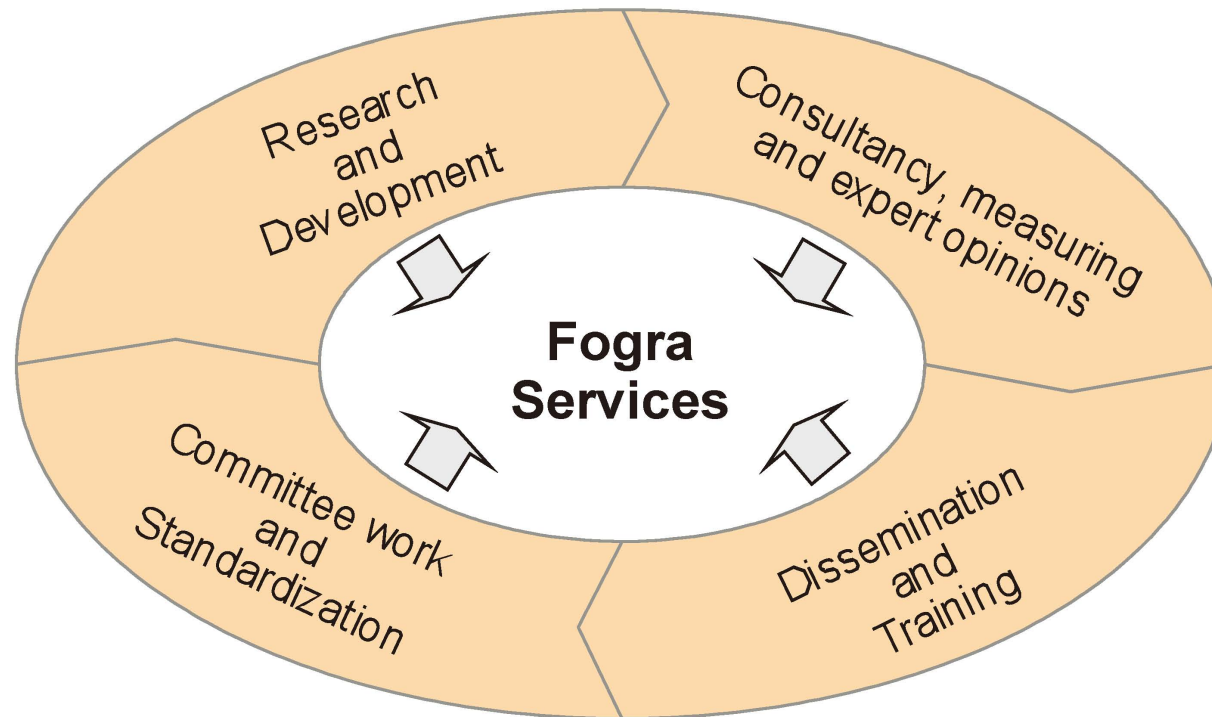 Research
and
Development
Consultancy, measuring
and expert opinions
Fogra
Services
Committee work
and
Standardization
Dissemination
and
Training